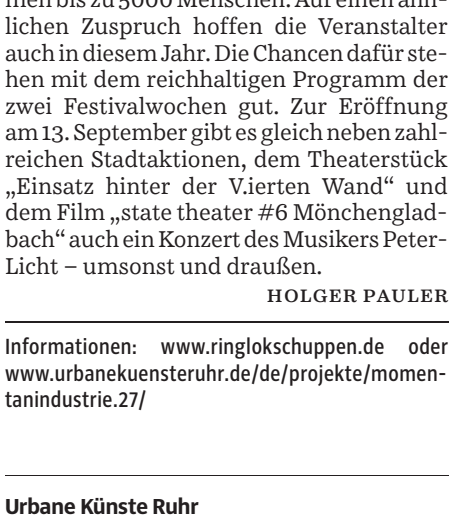 men bis zu 5000 Menschen. Auf einen ähn-
lichen Zuspruch hoffen die Veranstalter
auch in diesem Jahr. Die Chancen dafür ste-
hen mit dem reichhaltigen Programm der
zwei Festivalwochen gut. Zur Eröffnung
am 13. September gibt es gleich neben zahl-
reichen Stadtaktionen, dem Theaterstück
„Einsatz hinter der V.ierten Wand“ und
dem Film „state theater #6 Mönchenglad-
bach“ auch ein Konzert des Musikers Peter-
Licht – umsonst und draußen.
HOLGER PAULER
Informationen: www.ringlokschuppen.de oder
www.urbanekuensteruhr.de/de/projekte/momen-
tanindustrie.27/
Urbane Künste Ruhr